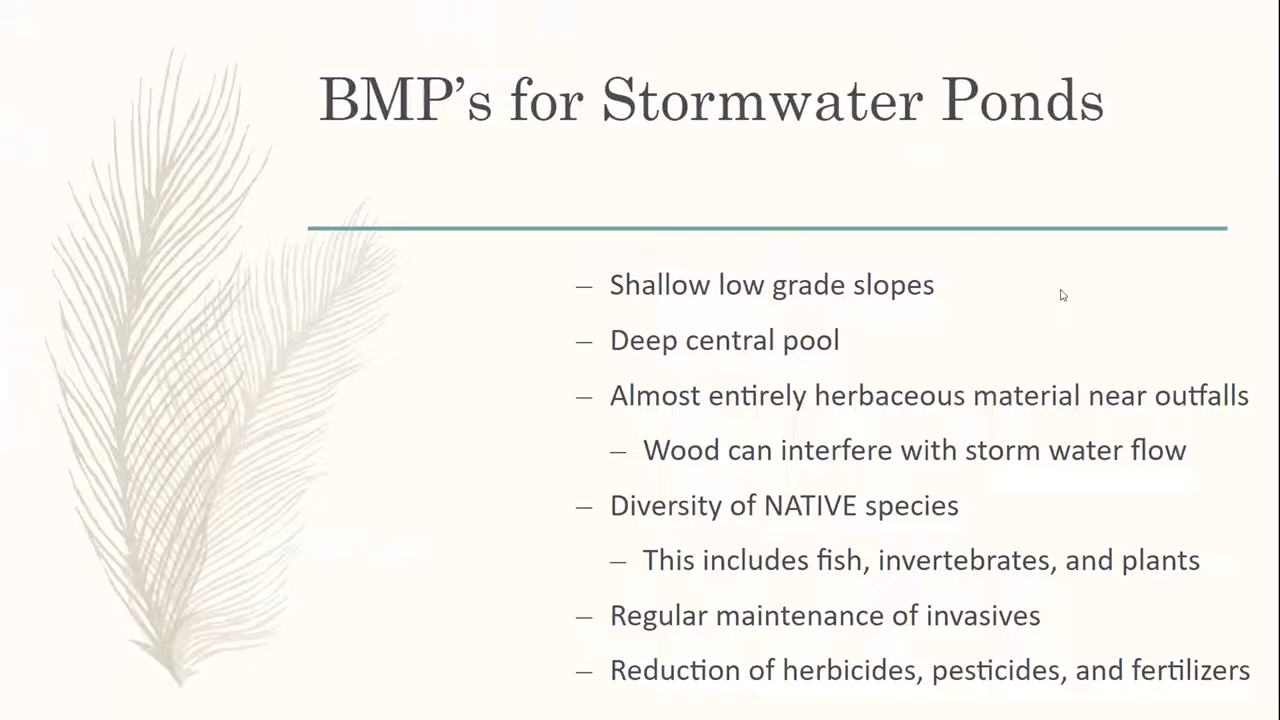 BMP’s for Stormwater Ponds
– Shallow low grade slopes
– Deep central pool
– Almost entirely herbaceous material near outfalls
– Wood can interfere with storm water flow
– Diversity of NATIVE species
– This includes fish, invertebrates, and plants
– Regular maintenance of invasives
– Reduction of herbicides, pesticides, and fertilizers